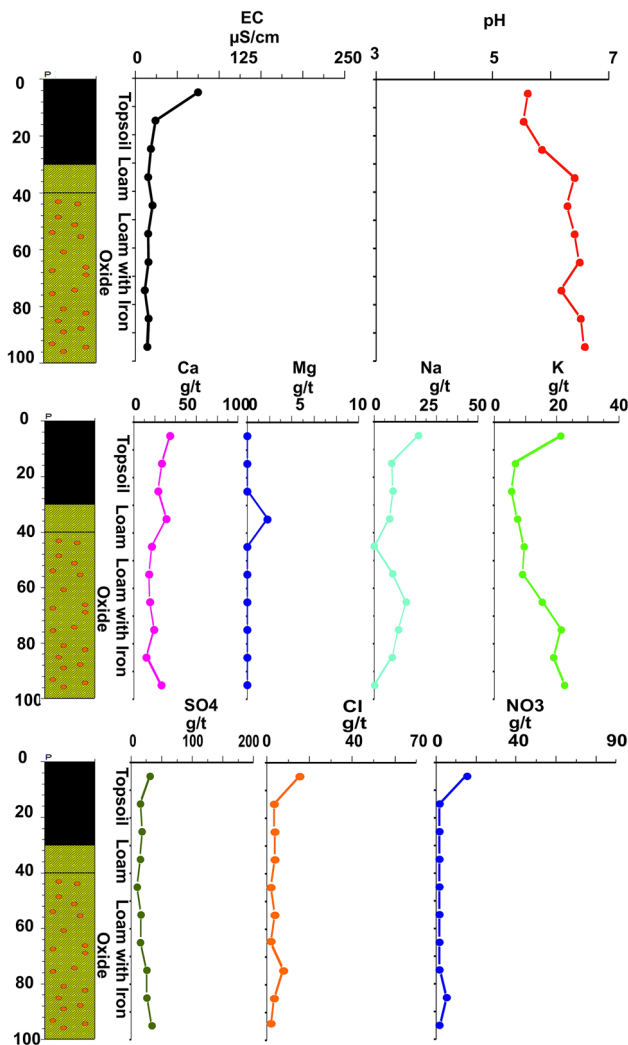 EC
µS/cm
pH
0
125
250
3
5
7
P
0
20
40
60
80
100
Topsoil
Loam
Loam with Iron
Oxide
Ca
g/t
Mg
g/t
Na
g/t
K
g/t
0
50
100
0
5
10
0
25
50
0
20
40
P
0
20
40
60
80
100
Topsoil
Loam
Loam with Iron
Oxide
SO4
g/t
Cl
g/t
NO3
g/t
0
100
200
0
40
70
0
40
90
P
0
20
40
60
80
100
Topsoil
Loam
Loam with Iron
Oxide